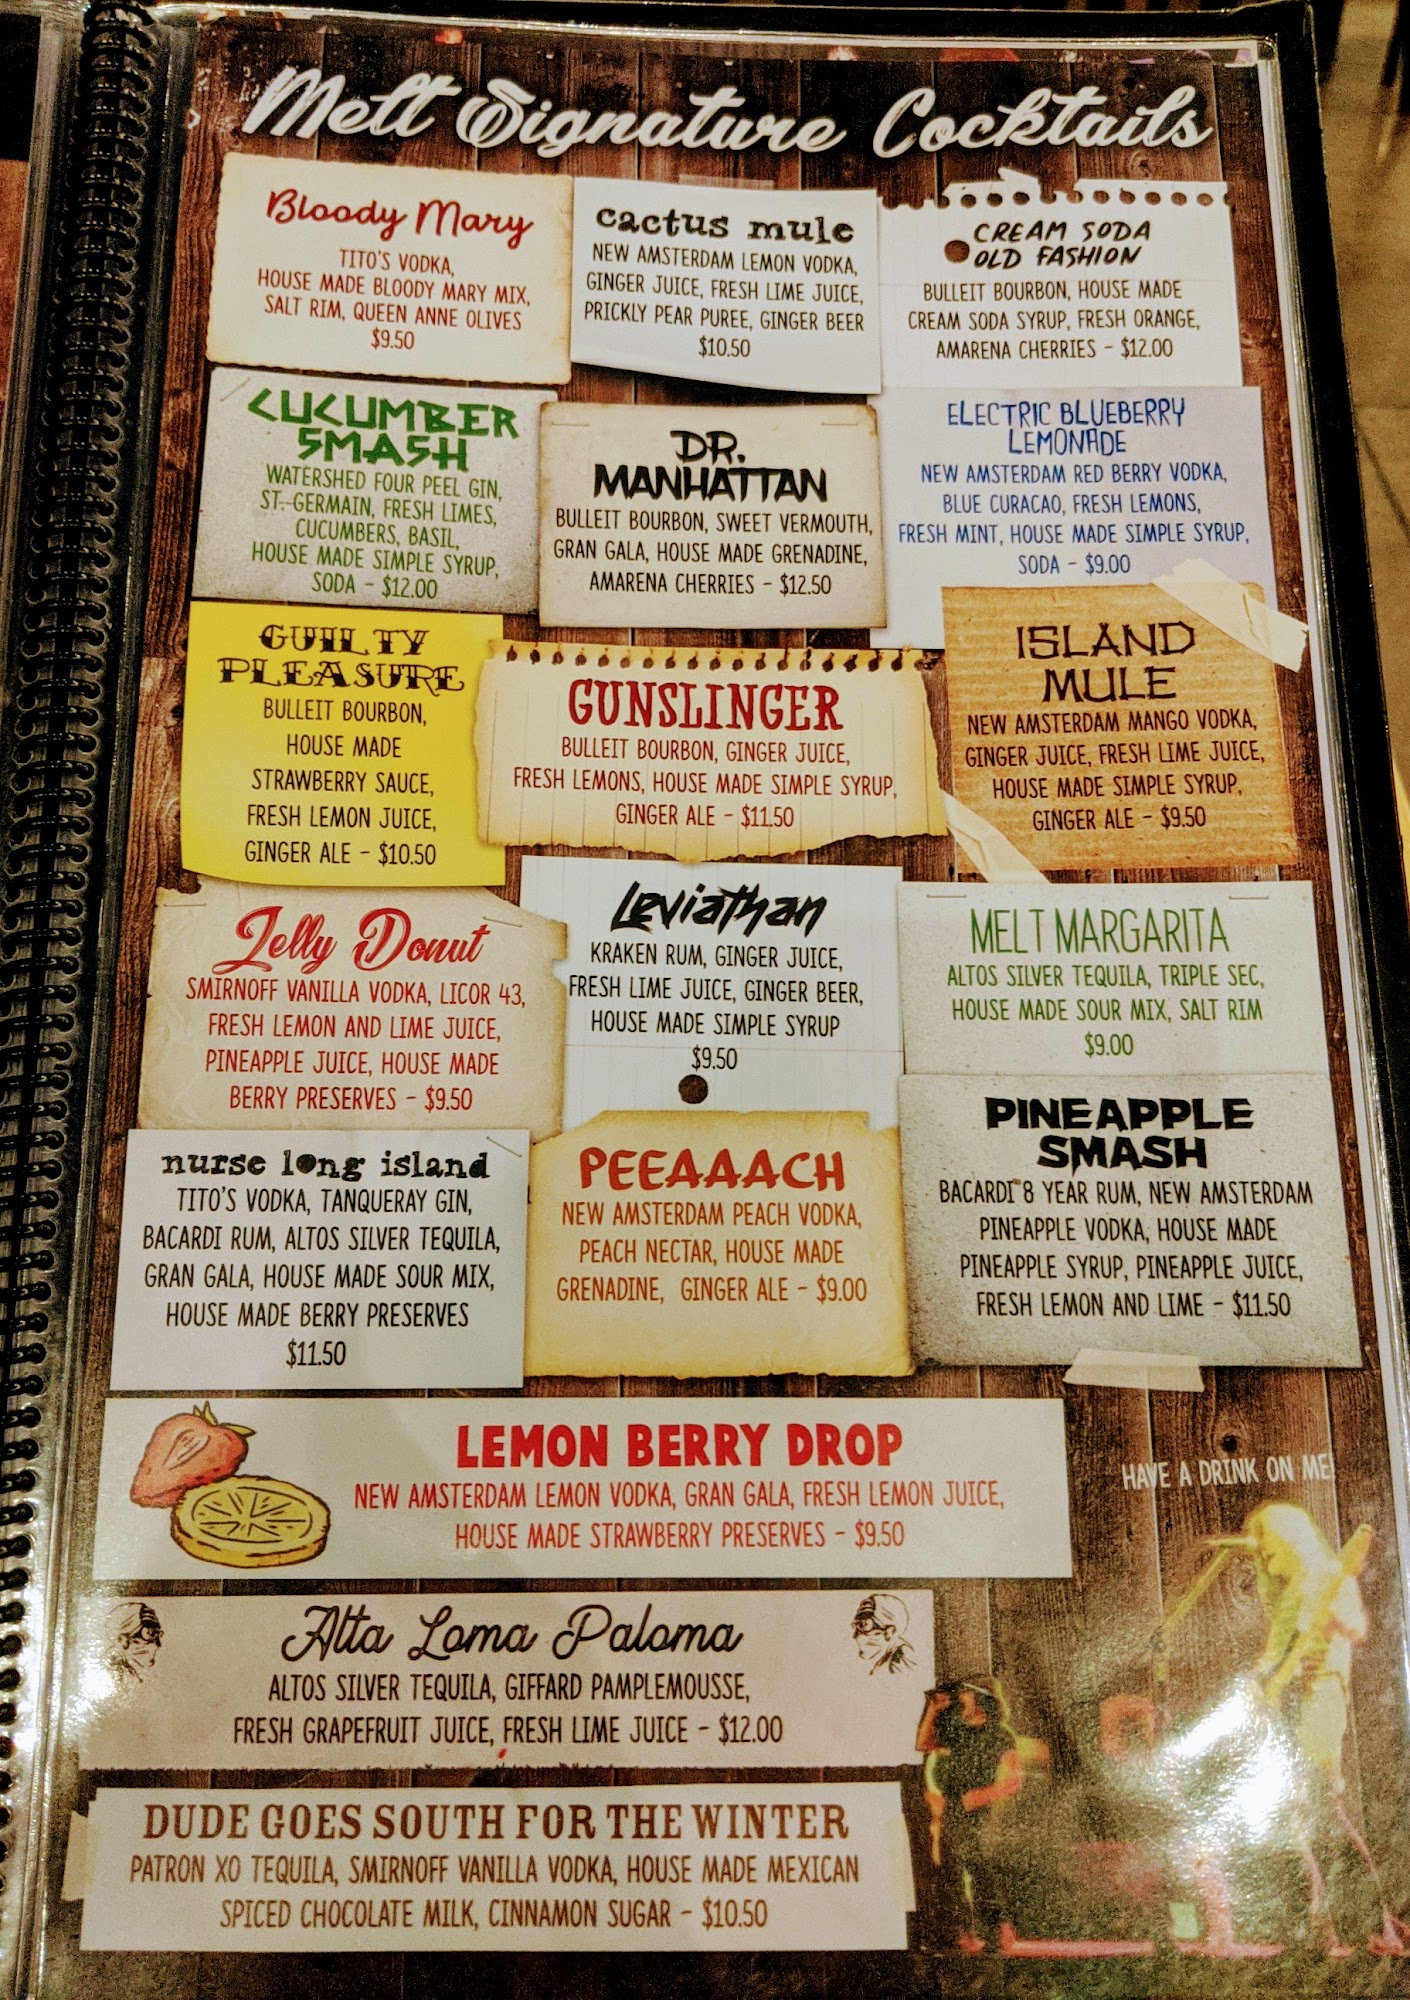 Melt Signature Cocktails
Bloody Mary
TITO'S VODKA,
HOUSE MADE BLOODY MARY MIX,
SALT RIM, QUEEN ANNE OLIVES
$9.50
cactus mule
NEW AMSTERDAM LEMON VODKA,
GINGER JUICE, FRESH LIME JUICE,
PRICKLY PEAR PUREE, GINGER BEER
$10.50
CREAM SODA
OLD FASHION
BULLEIT BOURBON, HOUSE MADE
CREAM SODA SYRUP, FRESH ORANGE,
AMARENA CHERRIES - $12.00
CUCUMBER
SMASH
WATERSHED FOUR PEEL GIN,
ST-GERMAIN, FRESH LIMES,
CUCUMBERS, BASIL,
HOUSE MADE SIMPLE SYRUP,
SODA - $12.00
DR.
MANHATTAN
BULLEIT BOURBON, SWEET VERMOUTH,
GRAN GALA, HOUSE MADE GRENADINE,
AMARENA CHERRIES - $12.50
ELECTRIC BLUEBERRY
LEMONADE
NEW AMSTERDAM RED BERRY VODKA,
BLUE CURACAO, FRESH LEMONS,
FRESH MINT, HOUSE MADE SIMPLE SYRUP,
SODA - $9.00
GUILTY
PLEASURE
BULLEIT BOURBON,
HOUSE MADE
STRAWBERRY SAUCE,
FRESH LEMON JUICE,
GINGER ALE - $10.50
GUNSLINGER
BULLEIT BOURBON, GINGER JUICE,
FRESH LEMONS, HOUSE MADE SIMPLE SYRUP,
GINGER ALE - $11.50
ISLAND
MULE
NEW AMSTERDAM MANGO VODKA,
GINGER JUICE, FRESH LIME JUICE,
HOUSE MADE SIMPLE SYRUP,
GINGER ALE - $9.50
Jelly Donut
SMIRNOFF VANILLA VODKA, LICOR 43,
FRESH LEMON AND LIME JUICE,
PINEAPPLE JUICE, HOUSE MADE
BERRY PRESERVES - $9.50
Leviathan
KRAKEN RUM, GINGER JUICE,
FRESH LIME JUICE, GINGER BEER,
HOUSE MADE SIMPLE SYRUP
$9.50
MELT MARGARITA
ALTOS SILVER TEQUILA, TRIPLE SEC,
HOUSE MADE SOUR MIX, SALT RIM
$9.00
nurse long island
TITO'S VODKA, TANQUERAY GIN,
BACARDI RUM, ALTOS SILVER TEQUILA,
GRAN GALA, HOUSE MADE SOUR MIX,
HOUSE MADE BERRY PRESERVES
$11.50
PEEAAACH
NEW AMSTERDAM PEACH VODKA,
PEACH NECTAR, HOUSE MADE
GRENADINE, GINGER ALE - $9.00
PINEAPPLE
SMASH
BACARDI 8 YEAR RUM, NEW AMSTERDAM
PINEAPPLE VODKA, HOUSE MADE
PINEAPPLE SYRUP, PINEAPPLE JUICE,
FRESH LEMON AND LIME - $11.50
LEMON BERRY DROP
NEW AMSTERDAM LEMON VODKA, GRAN GALA, FRESH LEMON JUICE,
HOUSE MADE STRAWBERRY PRESERVES - $9.50
HAVE A DRINK ON ME!
Alta Loma Paloma
ALTOS SILVER TEQUILA, GIFFARD PAMPLEMOUSSE,
FRESH GRAPEFRUIT JUICE, FRESH LIME JUICE - $12.00
DUDE GOES SOUTH FOR THE WINTER
PATRON XO TEQUILA, SMIRNOFF VANILLA VODKA, HOUSE MADE MEXICAN
SPICED CHOCOLATE MILK, CINNAMON SUGAR - $10.50